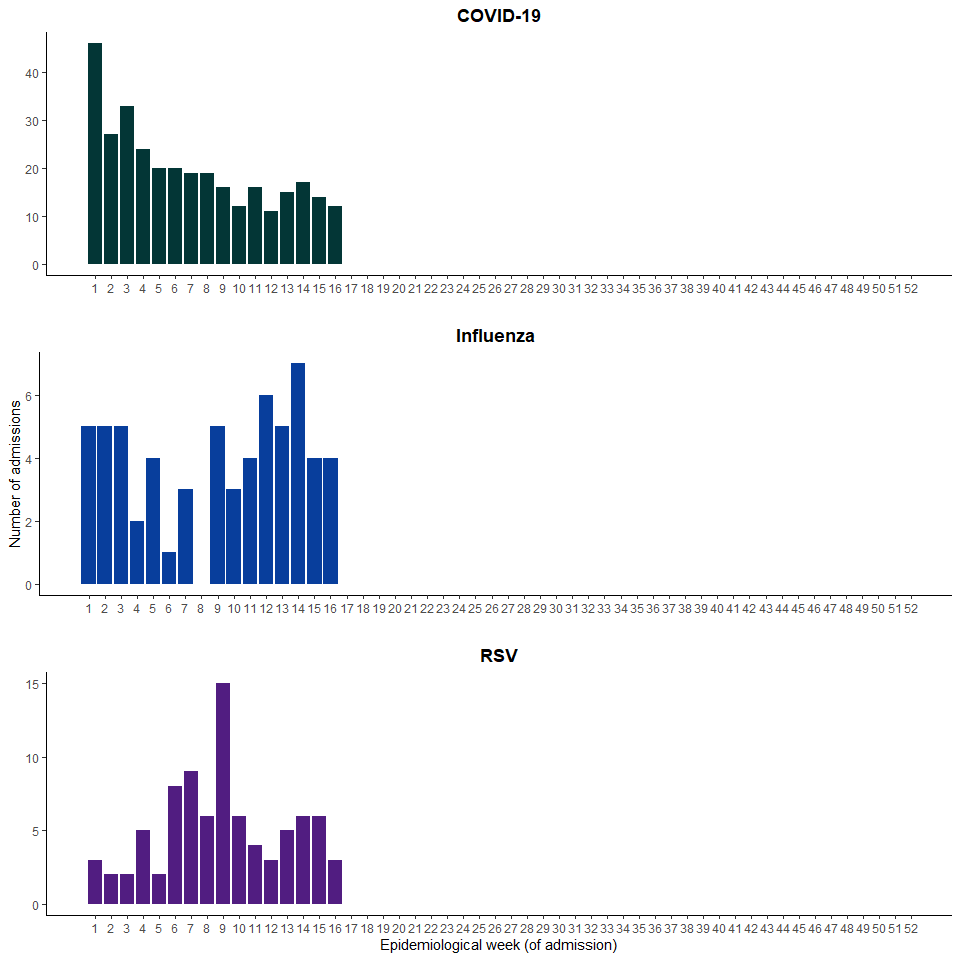 COVID-19
40
30
20
10
0
1 2 3 4 5 6 7 8 9 10 11 12 13 14 15 16 17 18 19 20 21 22 23 24 25 26 27 28 29 30 31 32 33 34 35 36 37 38 39 40 41 42 43 44 45 46 47 48 49 50 51 52
Influenza
Number of admissions
6
4
2
0
1 2 3 4 5 6 7 8 9 10 11 12 13 14 15 16 17 18 19 20 21 22 23 24 25 26 27 28 29 30 31 32 33 34 35 36 37 38 39 40 41 42 43 44 45 46 47 48 49 50 51 52
RSV
15
10
5
0
1 2 3 4 5 6 7 8 9 10 11 12 13 14 15 16 17 18 19 20 21 22 23 24 25 26 27 28 29 30 31 32 33 34 35 36 37 38 39 40 41 42 43 44 45 46 47 48 49 50 51 52
Epidemiological week (of admission)